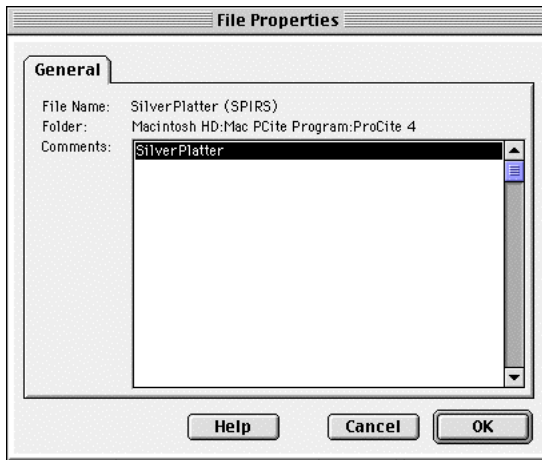 File Properties
General
File Name: SilverPlatter (SPIRS)
Folder: Macintosh HD:Mac PCite Program:ProCite 4
Comments: SilverPlatter
Help Cancel OK